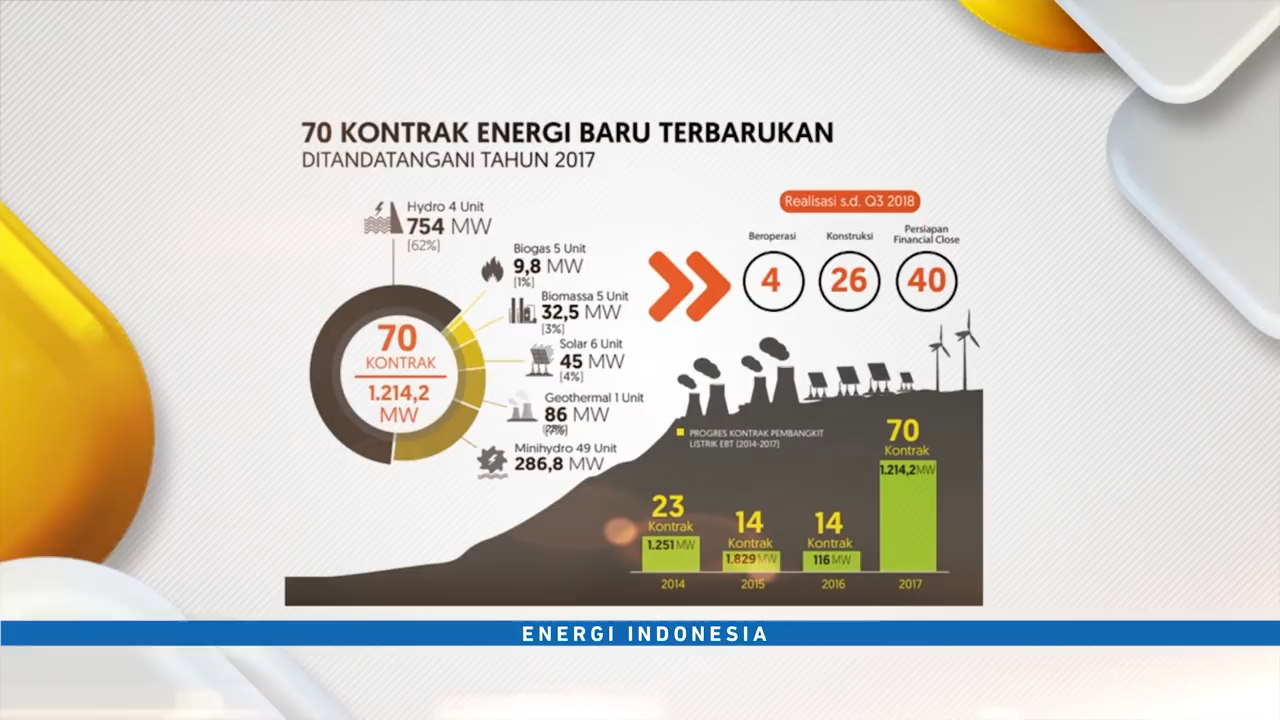 70 KONTRAK ENERGI BARU TERBARUKAN
DITANDATANGANI TAHUN 2017
Hydro 4 Unit
754 MW
(62%)
Biogas 5 Unit
9,8 MW
(1%)
Biomassa 5 Unit
32,5 MW
(3%)
Solar 6 Unit
45 MW
(4%)
Geothermal 1 Unit
86 MW
Minihydro 49 Unit
286,8 MW
70
KONTRAK
1.214,2
MW
Realisasi s.d. Q3 2018
Beroperasi
4
Konstruksi
26
Persiapan
Financial Close
40
PROGRES KONTRAK PEMBANGKIT
LISTRIK EBT (2014-2017)
23
Kontrak
1.251 MW
2014
14
Kontrak
1.829 MW
2015
14
Kontrak
116 MW
2016
70
Kontrak
1.214,2 MW
2017
ENERGI INDONESIA